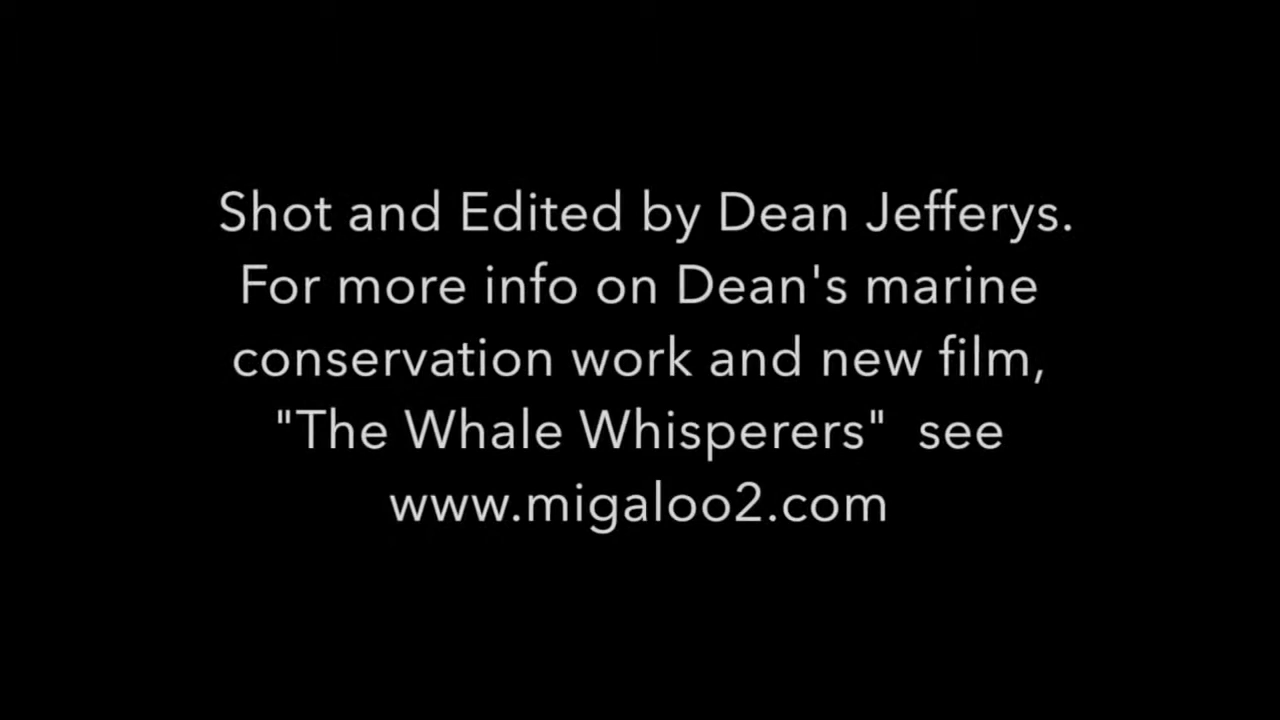 Shot and Edited by Dean Jefferys.
For more info on Dean's marine
conservation work and new film,
"The Whale Whisperers"  see
www.migaloo2.com